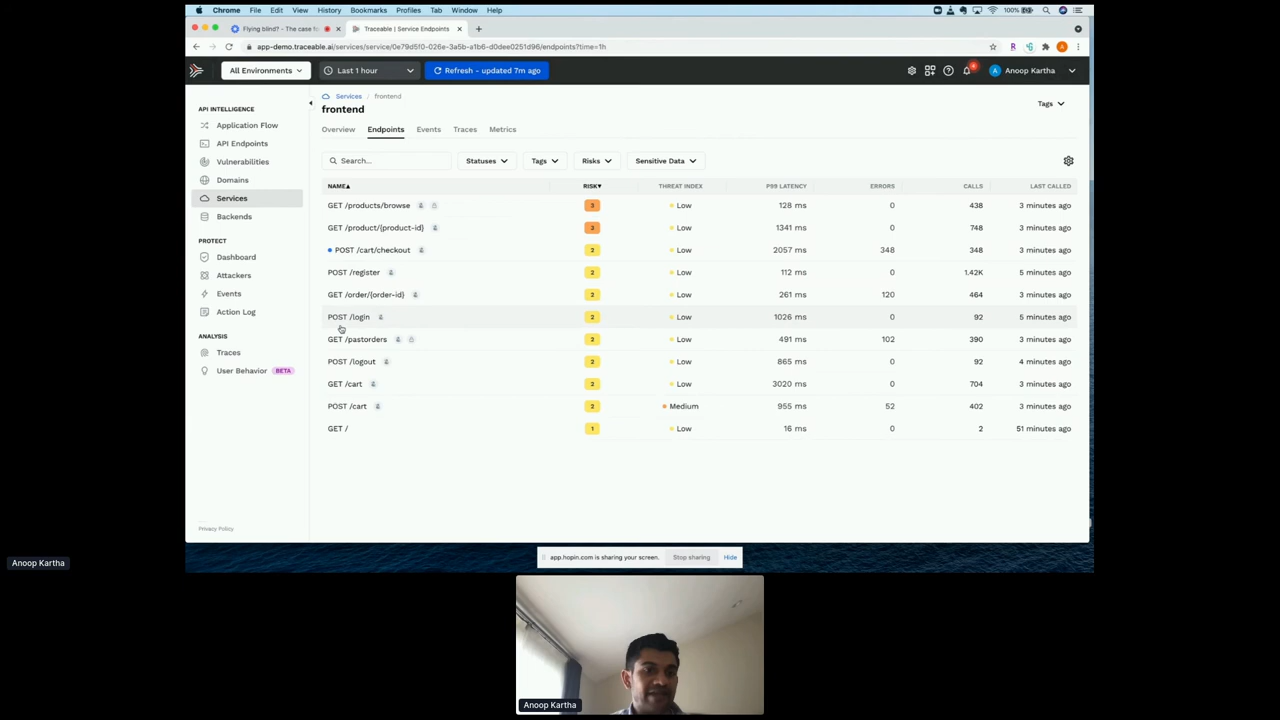 Chrome File Edit View History Bookmarks Profiles Tab Window Help 100%
Flying blind? - The case fo Traceable | Service Endpoints
app-demo.traceable.ai/services/service/0e79d5f0-026e-3a5b-a1b6-d0dee0251d96/endpoints?time=1h
All Environments Last 1 hour Refresh - updated 7m ago Anoop Kartha
Services frontend
frontend Tags
API INTELLIGENCE
Application Flow
API Endpoints
Vulnerabilities
Domains
Services
Backends
PROTECT
Dashboard
Attackers
Events
Action Log
ANALYSIS
Traces
User Behavior BETA
Privacy Policy
Overview Endpoints Events Traces Metrics
Search... Statuses Tags Risks Sensitive Data
NAME RISK THREAT INDEX P99 LATENCY ERRORS CALLS LAST CALLED
GET /products/browse 3 Low 128 ms 0 438 3 minutes ago
GET /product/{product-id} 3 Low 1341 ms 0 748 3 minutes ago
POST /cart/checkout 2 Low 2057 ms 348 348 3 minutes ago
POST /register 2 Low 112 ms 0 1.42K 5 minutes ago
GET /order/{order-id} 2 Low 261 ms 120 464 3 minutes ago
POST /login 2 Low 1026 ms 0 92 5 minutes ago
GET /pastorders 2 Low 491 ms 102 390 3 minutes ago
POST /logout 2 Low 865 ms 0 92 4 minutes ago
GET /cart 2 Low 3020 ms 0 704 3 minutes ago
POST /cart 2 Medium 955 ms 52 402 3 minutes ago
GET / 1 Low 16 ms 0 2 51 minutes ago
app.hopin.com is sharing your screen. Stop sharing Hide
Anoop Kartha
Anoop Kartha